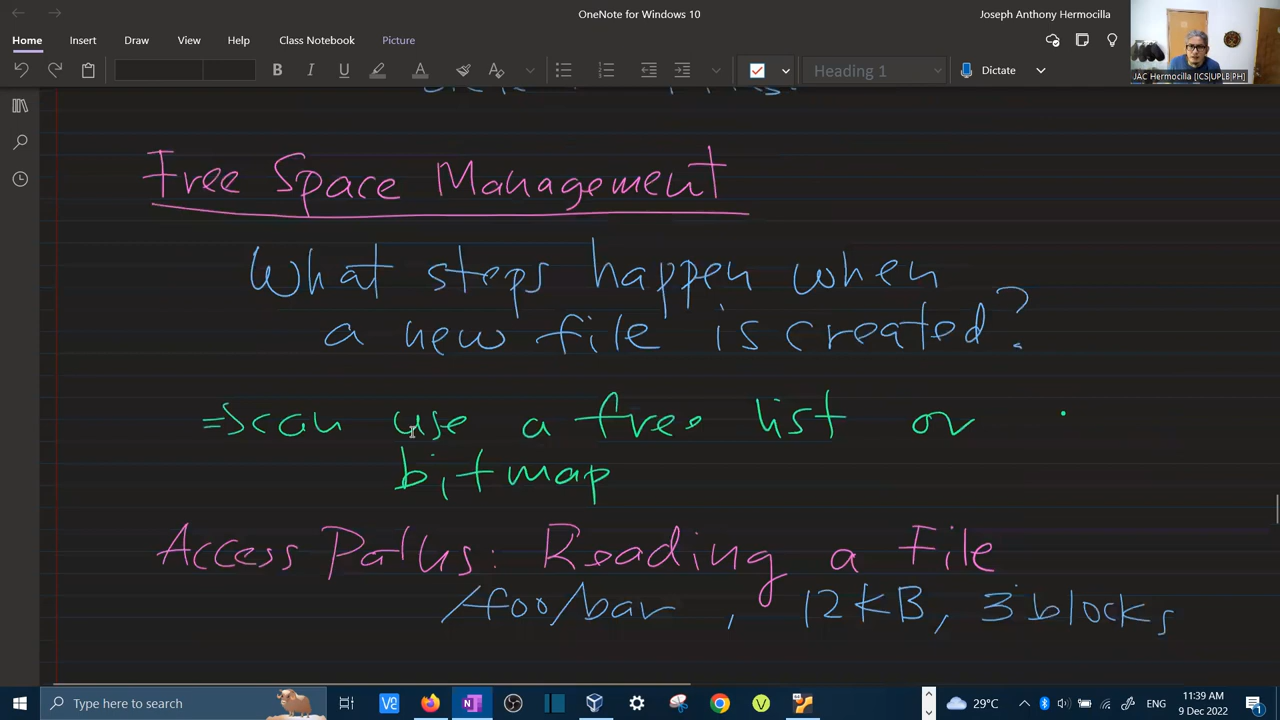 OneNote for Windows 10
Joseph Anthony Hermocilla
Home Insert Draw View Help Class Notebook Picture
B I U A Heading 1 Dictate
JAC Hermocilla [ICS|UPLB|PH]
Free Space Management
What steps happen when
a new file is created?
=> can use a free list or
bitmap
Access Paths: Reading a File
/foo/bar, 12KB, 3 blocks
Type here to search
29°C
11:39 AM
9 Dec 2022
1